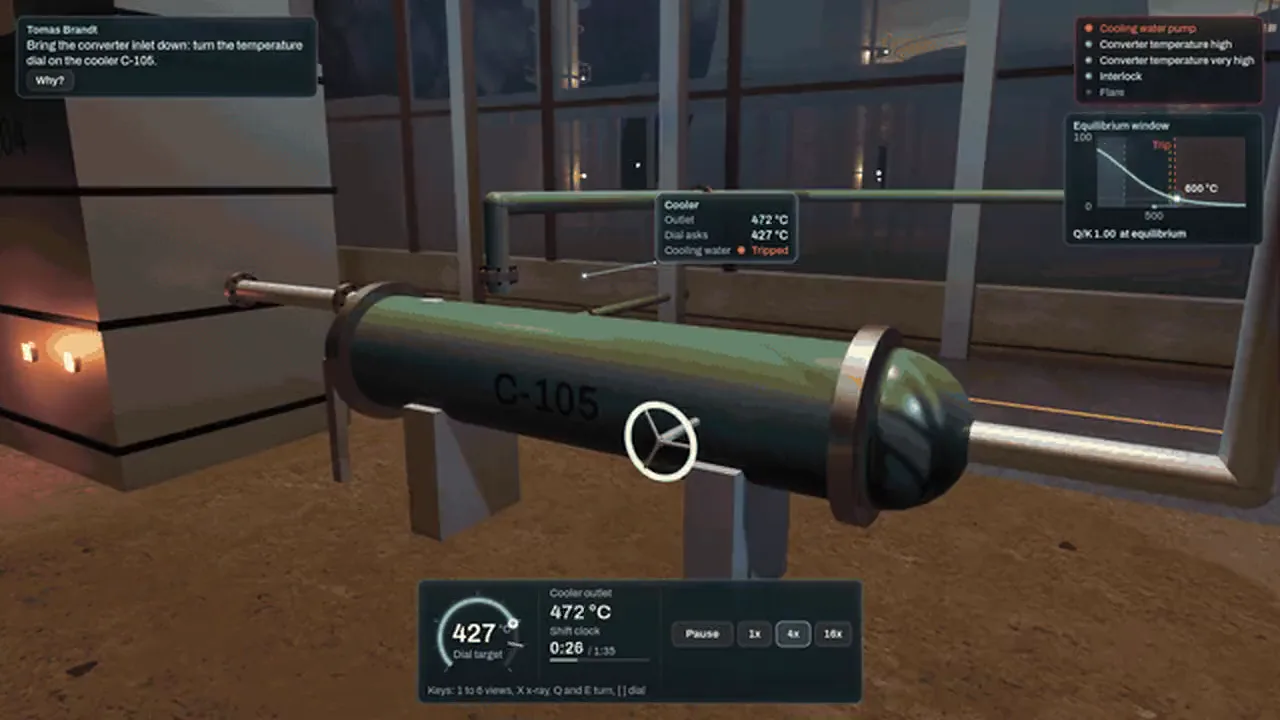 Tomas Brandt
Bring the converter inlet down: turn the temperature
dial on the cooler C-105.
Why?
Cooling water pump
Converter temperature high
Converter temperature very high
Interlock
Flare
Equilibrium window
100
Trip
600 °C
0
500
Q/K 1.00 at equilibrium
Cooler
Outlet 472 °C
Dial asks 427 °C
Cooling water Tripped
C-105
427 °C
Dial target
Cooler outlet
472 °C
Shift clock
0:26 / 1:35
Pause 1x 4x 16x
Keys: 1 to 6 views, X x-ray, Q and E turn, [ ] dial